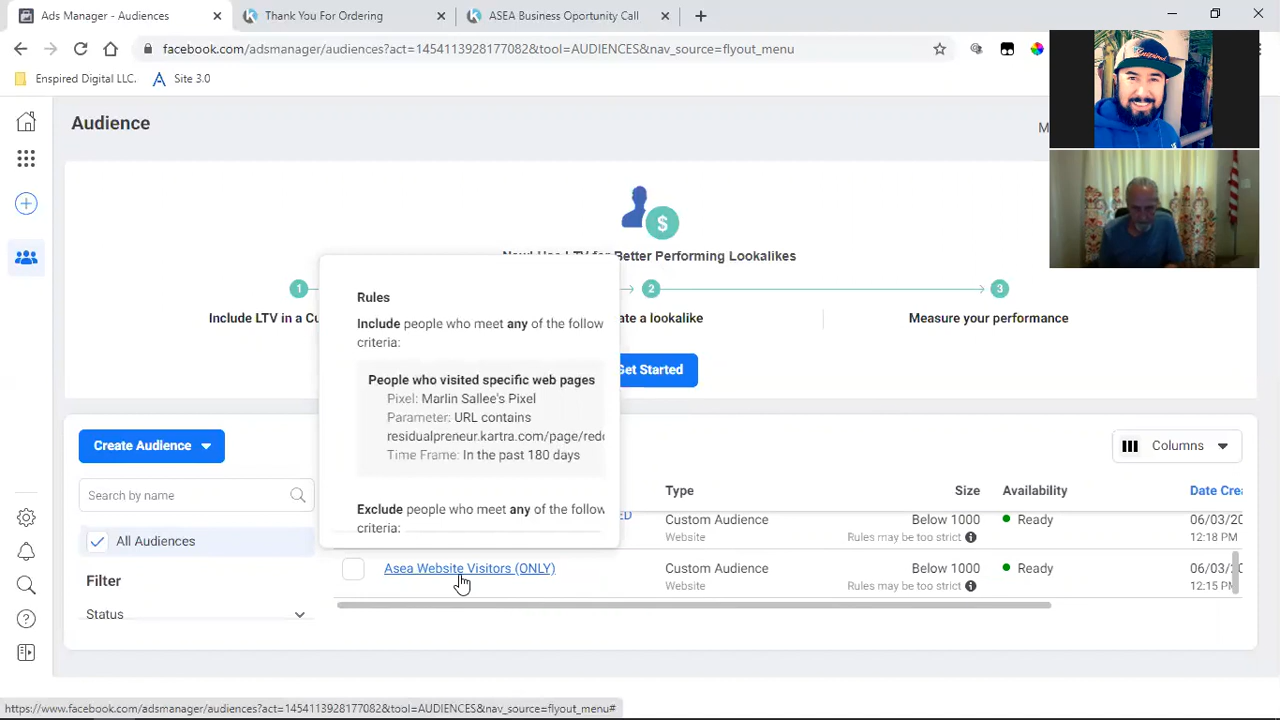 Ads Manager - Audiences
Thank You For Ordering
ASEA Business Oportunity Call
facebook.com/adsmanager/audiences?act=1454113928177082&tool=AUDIENCES&nav_source=flyout_menu
Enspired Digital LLC.
Site 3.0
Audience
M
$
Now! Use LTV for Better Performing Lookalikes
1
2
3
Include LTV in a Cu
ate a lookalike
Measure your performance
Get Started
Rules
Include people who meet any of the follow
criteria:
People who visited specific web pages
Pixel: Marlin Sallee's Pixel
Parameter: URL contains
residualpreneur.kartra.com/page/redo
Time Frame: In the past 180 days
Exclude people who meet any of the follow
criteria:
Create Audience
Columns
Search by name
All Audiences
Filter
Status
Type
Size
Availability
Date Cre
ED
Custom Audience
Below 1000
Ready
06/03/20
Website
Rules may be too strict
12:18 PM
Asea Website Visitors (ONLY)
Custom Audience
Below 1000
Ready
06/03/20
Website
Rules may be too strict
12:15 PM
https://www.facebook.com/adsmanager/audiences?act=1454113928177082&tool=AUDIENCES&nav_source=flyout_menu#